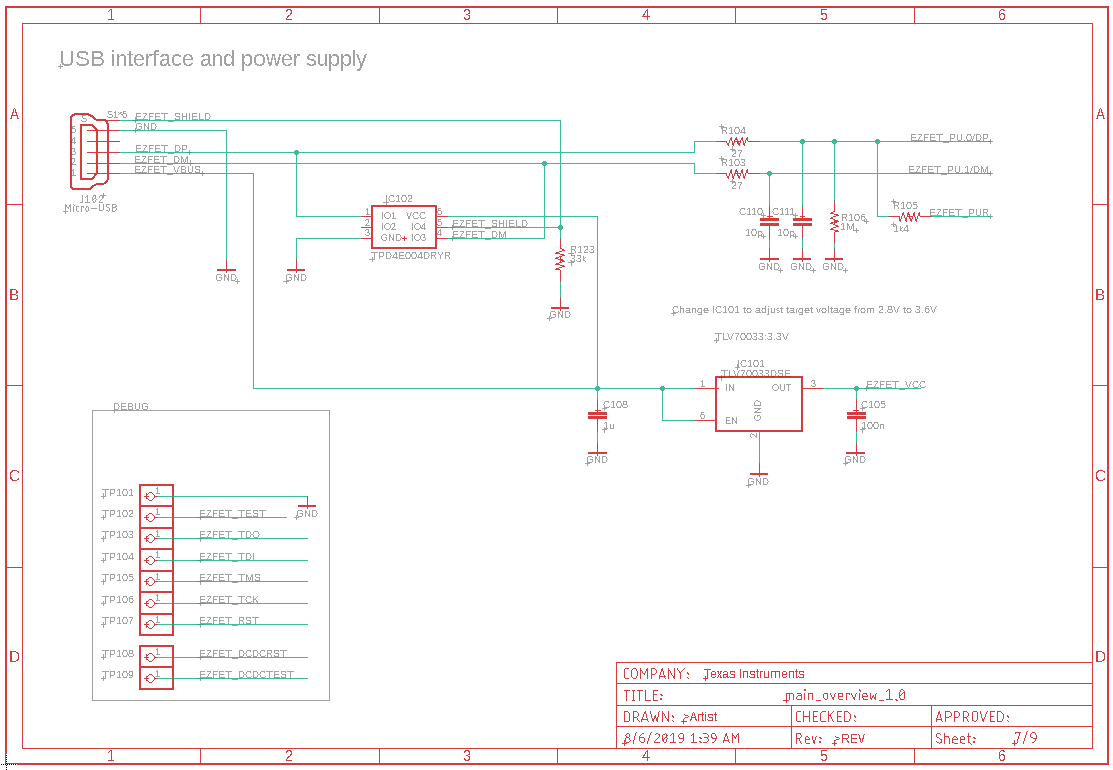 1 2 3 4 5 6
USB interface and power supply
A A
S S1*5 EZFET_SHIELD
5 GND
4
3 EZFET_DP
2 EZFET_DM
1 EZFET_VBUS
J102
Micro-USB
R104
27
R103
27
EZFET_PU.0/DP
EZFET_PU.1/DM
IC102
1 IO1 VCC 6
2 IO2 IO4 5 EZFET_SHIELD
3 GND IO3 4 EZFET_DM
TPD4E004DRYR
C110 C111
10p 10p
R106
1M
R105
1k4
EZFET_PUR
R123
33k
GND GND GND GND GND GND
B B
Change IC101 to adjust target voltage from 2.8V to 3.6V
TLV70033:3.3V
IC101
TLV70033DSE
1 IN OUT 3 EZFET_VCC
6 EN GND
2
C108
1u
C105
100n
GND GND
GND
C C
DEBUG
TP101 1 GND
TP102 1 EZFET_TEST
TP103 1 EZFET_TDO
TP104 1 EZFET_TDI
TP105 1 EZFET_TMS
TP106 1 EZFET_TCK
TP107 1 EZFET_RST
D D
TP108 1 EZFET_DCDCRST
TP109 1 EZFET_DCDCTEST
COMPANY: Texas Instruments
TITLE: main_overview_1.0
DRAWN: >Artist CHECKED: APPROVED:
8/6/2019 1:39 AM Rev: >REV Sheet: 7/9
1 2 3 4 5 6